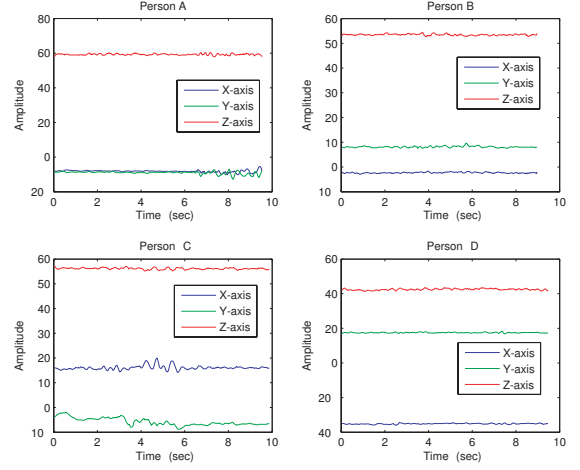 Person A
80
60
40
20
0
20
0 2 4 6 8 10
Amplitude
Time (sec)
X-axis
Y-axis
Z-axis
Person B
60
50
40
30
20
10
0
10
0 2 4 6 8 10
Amplitude
Time (sec)
X-axis
Y-axis
Z-axis
Person C
60
50
40
30
20
10
0
10
0 2 4 6 8 10
Amplitude
Time (sec)
X-axis
Y-axis
Z-axis
Person D
60
40
20
0
20
40
0 2 4 6 8 10
Amplitude
Time (sec)
X-axis
Y-axis
Z-axis